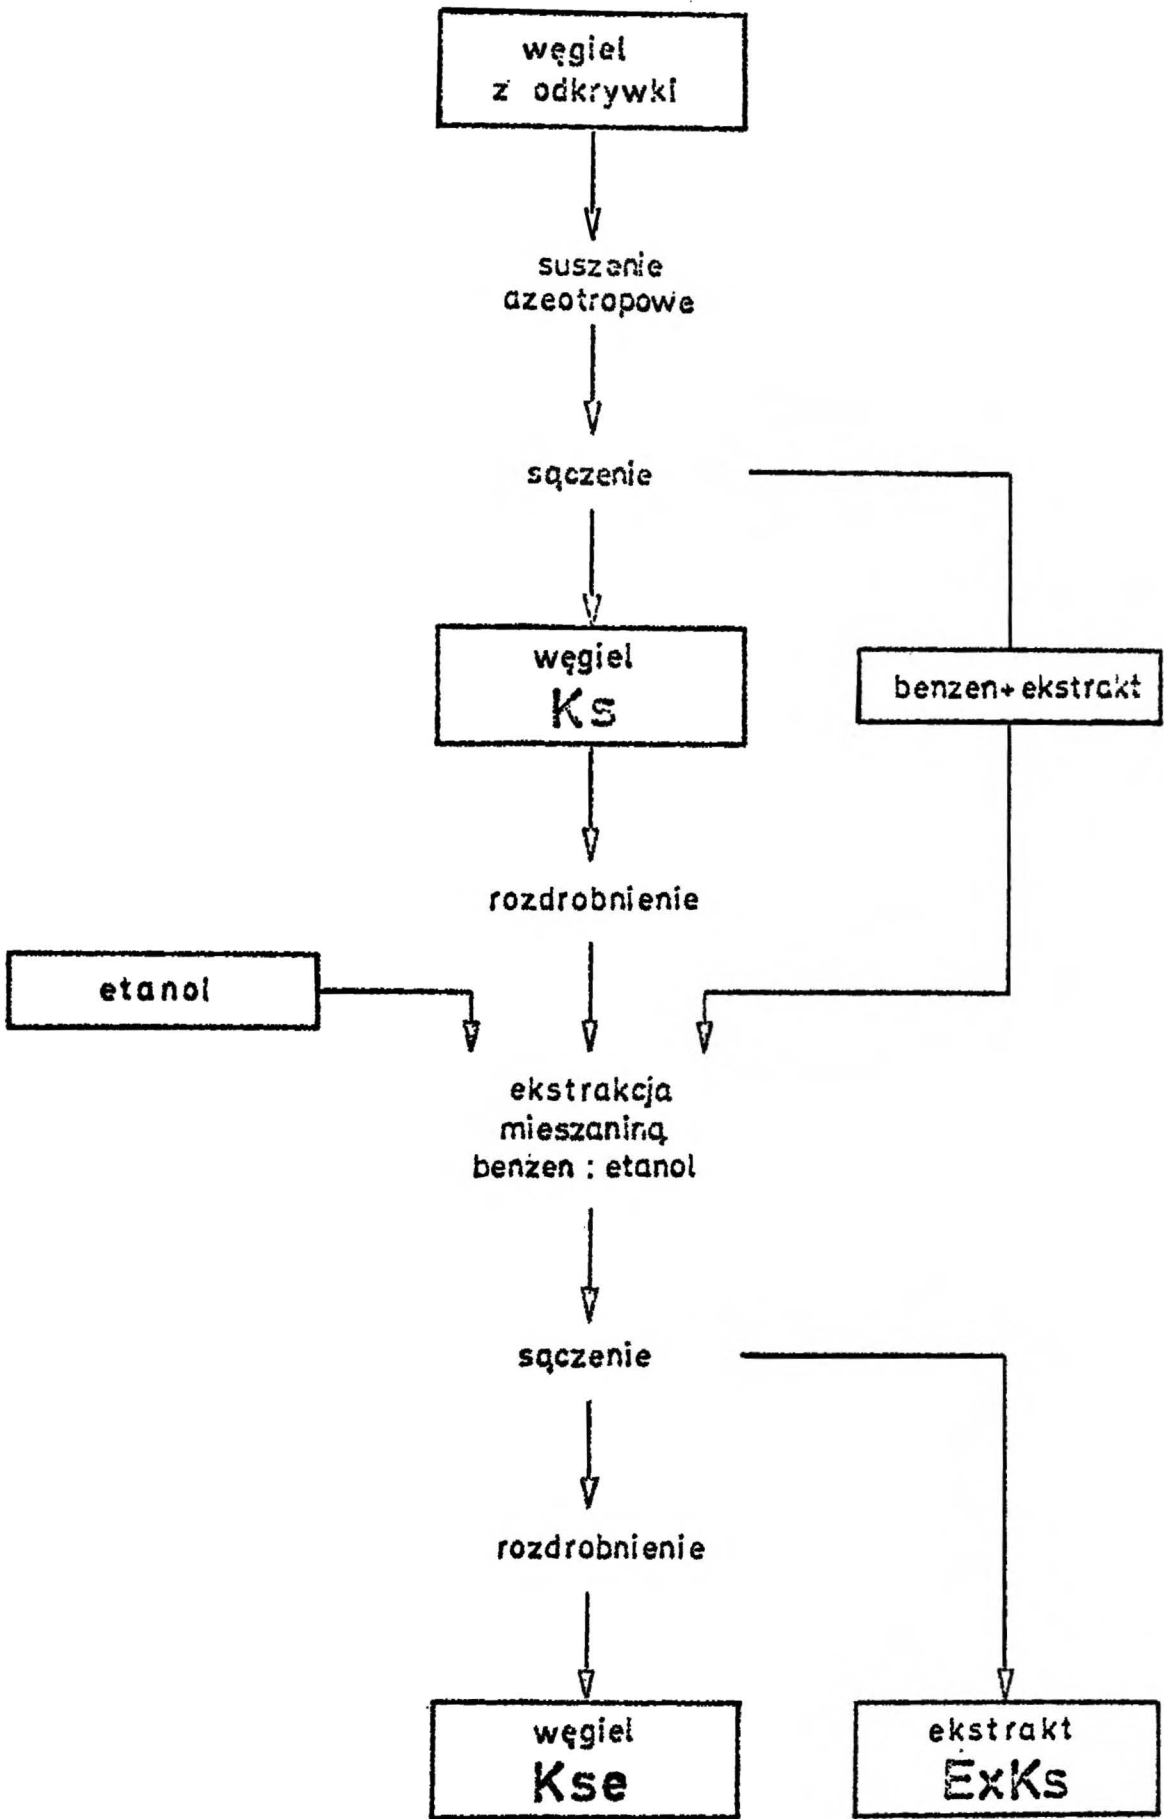 węgiel
z odkrywki
suszenie
azeotropowe
sączenie
węgiel
Ks
benzen+ekstrakt
rozdrobnienie
etanol
ekstrakcja
mieszaniną
benzen : etanol
sączenie
rozdrobnienie
węgiel
Kse
ekstrakt
ExKs